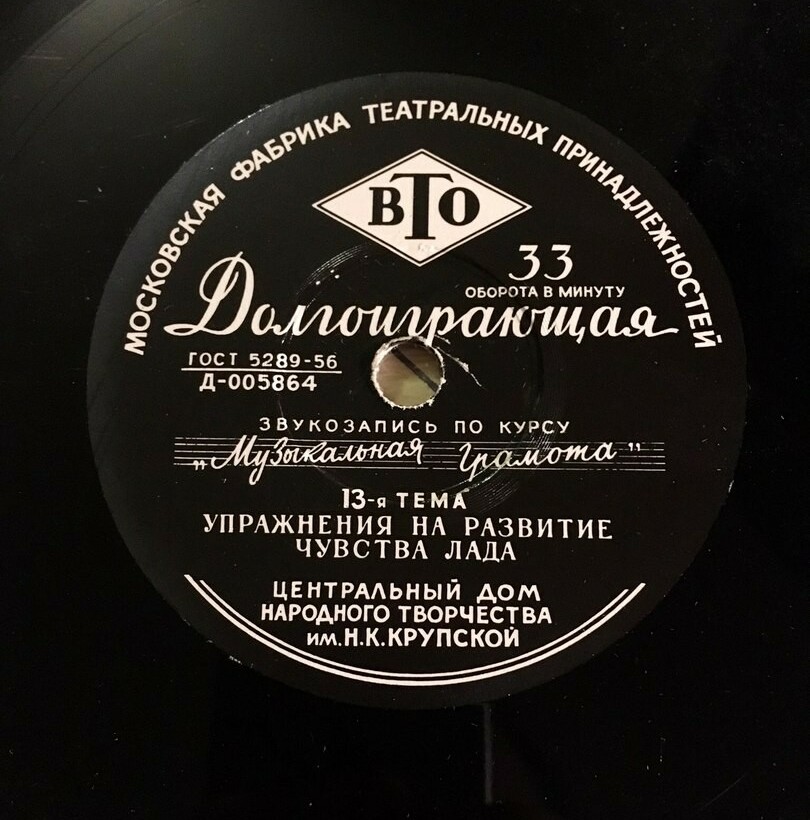 МОСКОВСКАЯ ФАБРИКА ТЕАТРАЛЬНЫХ ПРИНАДЛЕЖНОСТЕЙ
ВТО
33
ОБОРОТА В МИНУТУ
Долгоиграющая
ГОСТ 5289-56
Д-005864
ЗВУКОЗАПИСЬ ПО КУРСУ
„Музыкальная грамота"
13-я ТЕМА
УПРАЖНЕНИЯ НА РАЗВИТИЕ
ЧУВСТВА ЛАДА
ЦЕНТРАЛЬНЫЙ ДОМ
НАРОДНОГО ТВОРЧЕСТВА
им. Н.К.КРУПСКОЙ